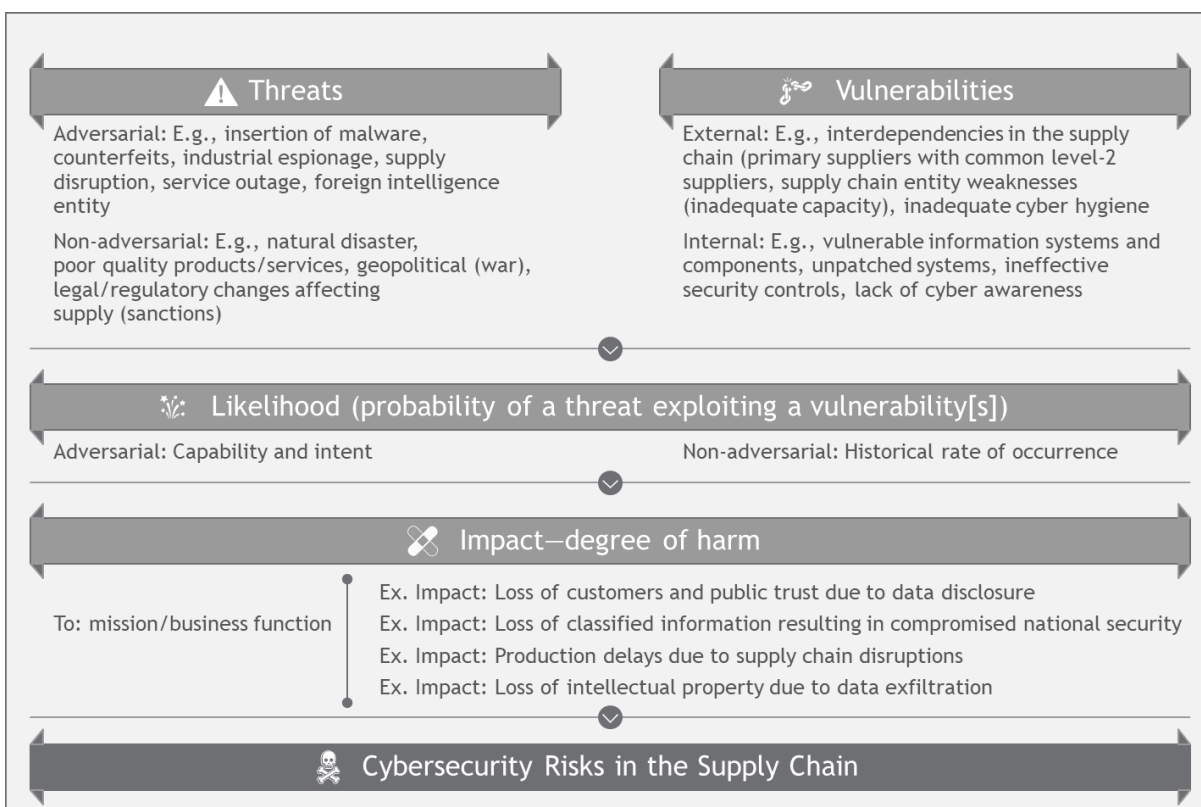 Threats
Adversarial: E.g., insertion of malware,
counterfeits, industrial espionage, supply
disruption, service outage, foreign intelligence
entity
Non-adversarial: E.g., natural disaster,
poor quality products/services, geopolitical (war),
legal/regulatory changes affecting
supply (sanctions)
Vulnerabilities
External: E.g., interdependencies in the supply
chain (primary suppliers with common level-2
suppliers, supply chain entity weaknesses
(inadequate capacity), inadequate cyber hygiene
Internal: E.g., vulnerable information systems and
components, unpatched systems, ineffective
security controls, lack of cyber awareness
Likelihood (probability of a threat exploiting a vulnerability[s])
Adversarial: Capability and intent
Non-adversarial: Historical rate of occurrence
Impact—degree of harm
To: mission/business function
Ex. Impact: Loss of customers and public trust due to data disclosure
Ex. Impact: Loss of classified information resulting in compromised national security
Ex. Impact: Production delays due to supply chain disruptions
Ex. Impact: Loss of intellectual property due to data exfiltration
Cybersecurity Risks in the Supply Chain